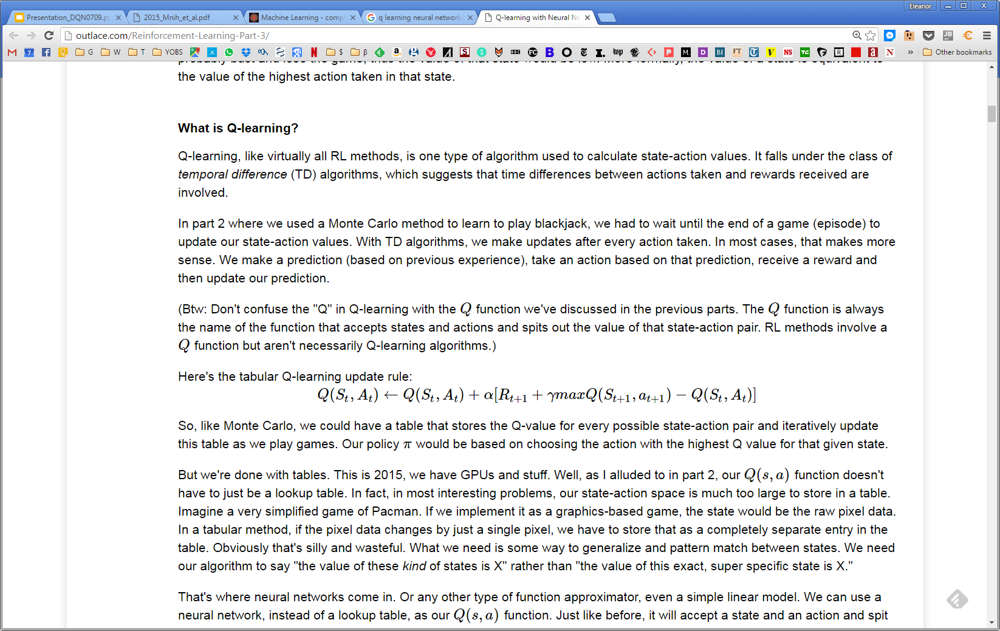 Eleanor
Presentation_DQN0709.p
2015_Mnih_et_al.pdf
Machine Learning - comp
q learning neural network
Q-learning with Neural N
outlace.com/Reinforcement-Learning-Part-3/
G
W
T
YOBS
$
β
BBC
NS
FT
BI
Other bookmarks
the value of the highest action taken in that state.
What is Q-learning?
Q-learning, like virtually all RL methods, is one type of algorithm used to calculate state-action values. It falls under the class of
temporal difference (TD) algorithms, which suggests that time differences between actions taken and rewards received are
involved.
In part 2 where we used a Monte Carlo method to learn to play blackjack, we had to wait until the end of a game (episode) to
update our state-action values. With TD algorithms, we make updates after every action taken. In most cases, that makes more
sense. We make a prediction (based on previous experience), take an action based on that prediction, receive a reward and
then update our prediction.
(Btw: Don't confuse the "Q" in Q-learning with the Q function we've discussed in the previous parts. The Q function is always
the name of the function that accepts states and actions and spits out the value of that state-action pair. RL methods involve a
Q function but aren't necessarily Q-learning algorithms.)
Here's the tabular Q-learning update rule:
Q(S_t, A_t) ← Q(S_t, A_t) + α[R_{t+1} + γmaxQ(S_{t+1}, a_{t+1}) − Q(S_t, A_t)]
So, like Monte Carlo, we could have a table that stores the Q-value for every possible state-action pair and iteratively update
this table as we play games. Our policy π would be based on choosing the action with the highest Q value for that given state.
But we're done with tables. This is 2015, we have GPUs and stuff. Well, as I alluded to in part 2, our Q(s, a) function doesn't
have to just be a lookup table. In fact, in most interesting problems, our state-action space is much too large to store in a table.
Imagine a very simplified game of Pacman. If we implement it as a graphics-based game, the state would be the raw pixel data.
In a tabular method, if the pixel data changes by just a single pixel, we have to store that as a completely separate entry in the
table. Obviously that's silly and wasteful. What we need is some way to generalize and pattern match between states. We need
our algorithm to say "the value of these kind of states is X" rather than "the value of this exact, super specific state is X."
That's where neural networks come in. Or any other type of function approximator, even a simple linear model. We can use a
neural network, instead of a lookup table, as our Q(s, a) function. Just like before, it will accept a state and an action and spit